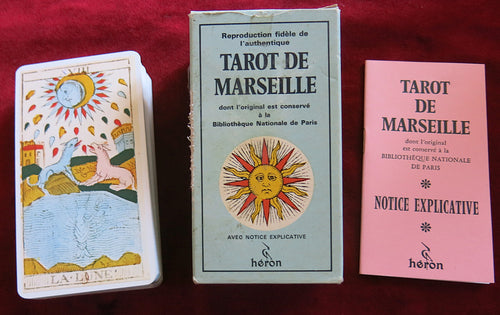 XVIII
LA·LUNE
Reproduction fidèle de
l'authentique
TAROT DE
MARSEILLE
dont l'original est conservé
à la
Bibliothèque Nationale de Paris
AVEC NOTICE EXPLICATIVE
héron
TAROT
DE
MARSEILLE
dont l'original
est conservé à la
BIBLIOTHÈQUE NATIONALE
DE PARIS
NOTICE EXPLICATIVE
héron